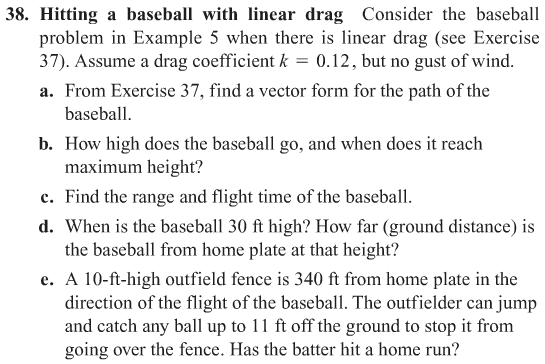 38. Hitting a baseball with linear drag Consider the baseball
problem in Example 5 when there is linear drag (see Exercise
37). Assume a drag coefficient k = 0.12, but no gust of wind.
a. From Exercise 37, find a vector form for the path of the
baseball.
b. How high does the baseball go, and when does it reach
maximum height?
c. Find the range and flight time of the baseball.
d. When is the baseball 30 ft high? How far (ground distance) is
the baseball from home plate at that height?
e. A 10-ft-high outfield fence is 340 ft from home plate in the
direction of the flight of the baseball. The outfielder can jump
and catch any ball up to 11 ft off the ground to stop it from
going over the fence. Has the batter hit a home run?